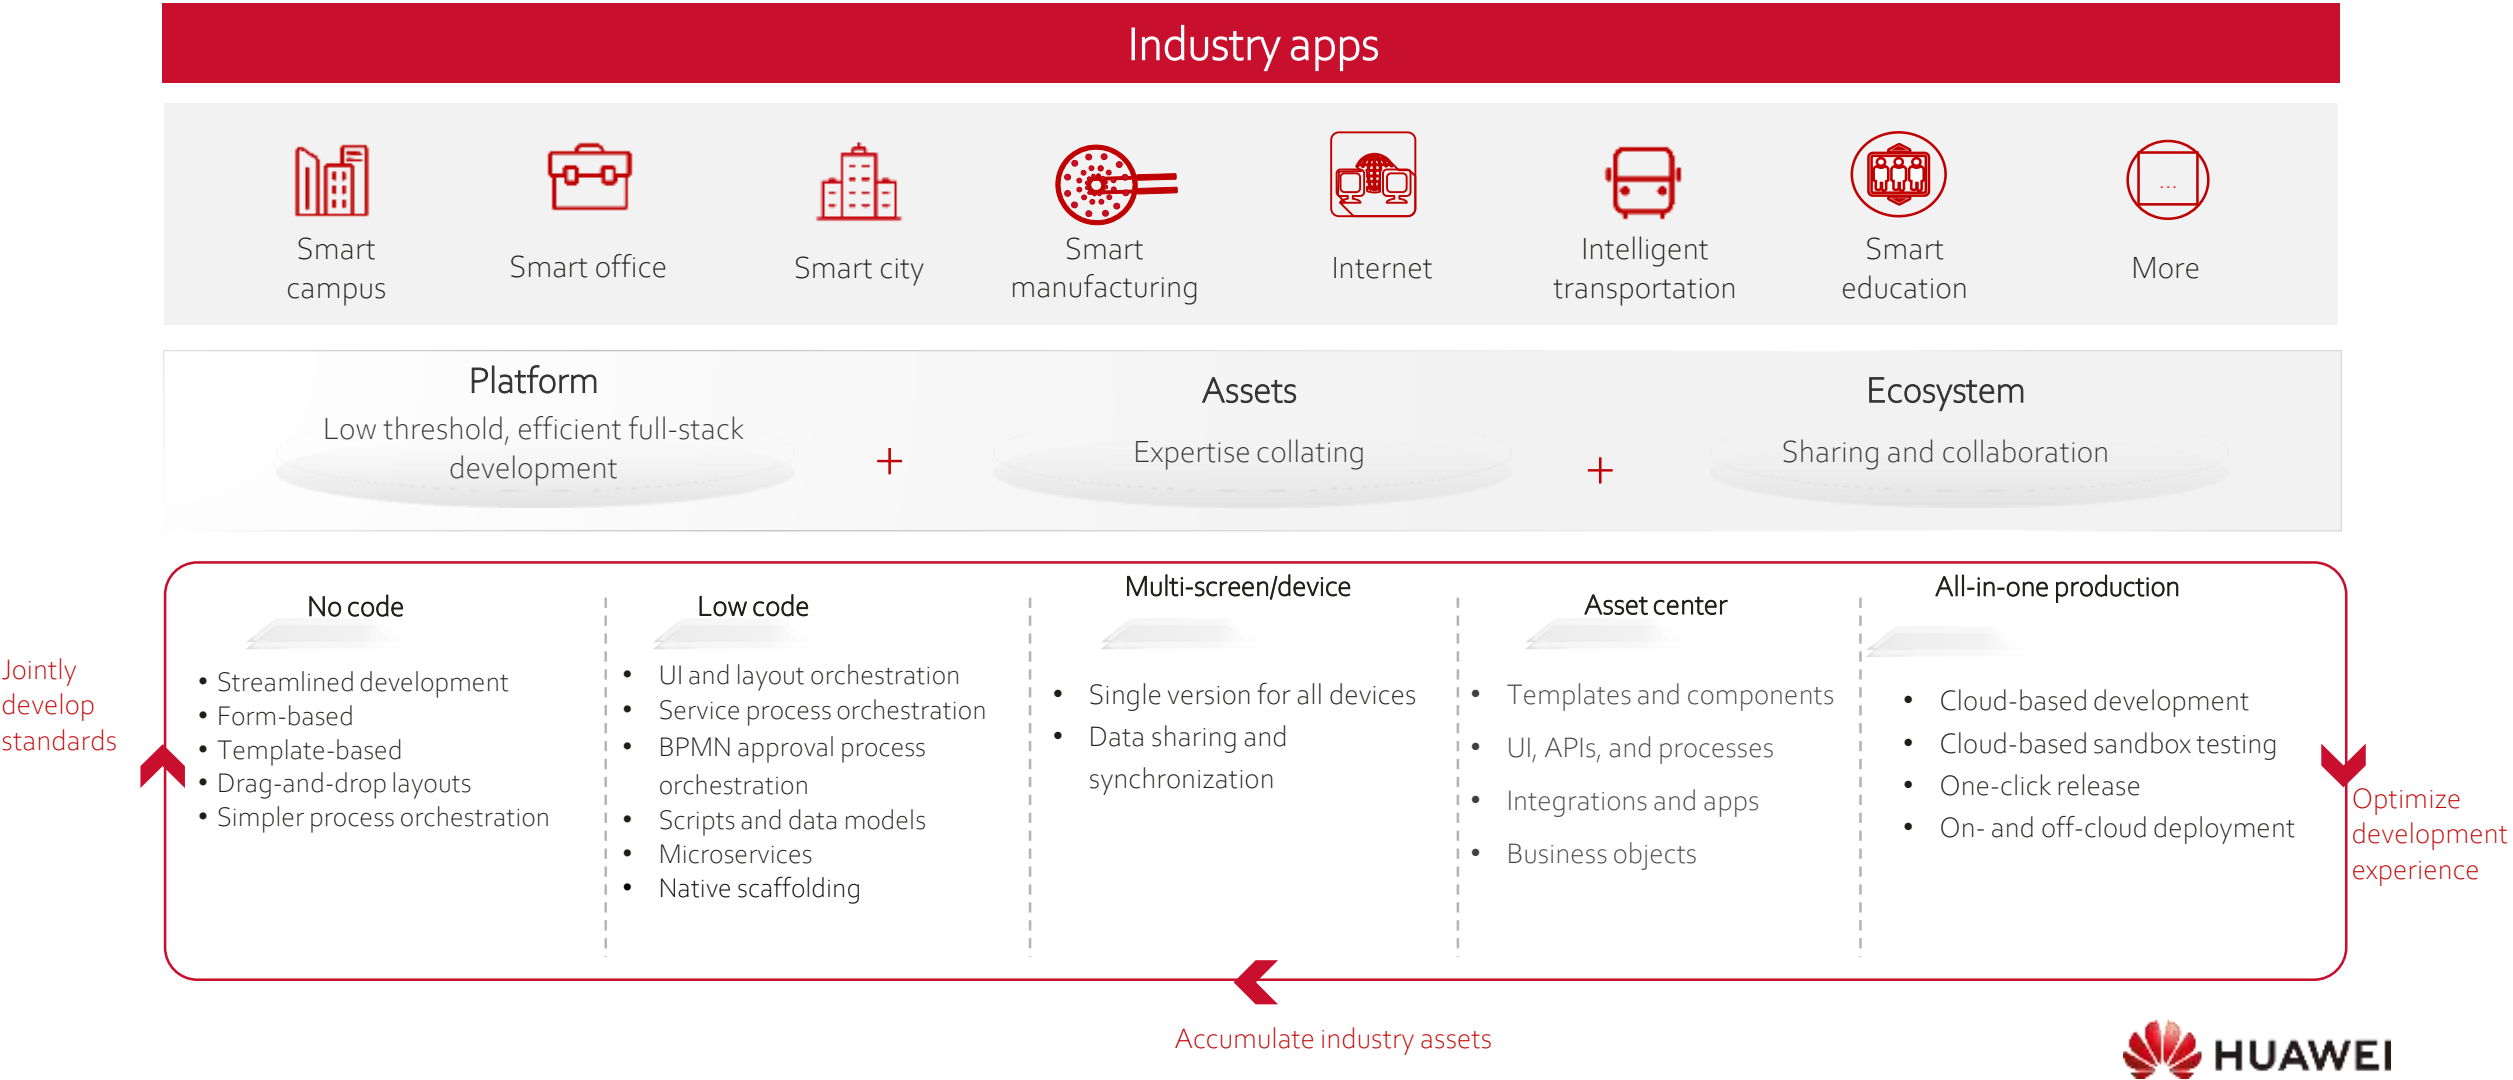 Industry apps
Smart
campus
Smart office
Smart city
Smart
manufacturing
Internet
Intelligent
transportation
Smart
education
...
More
Platform
Low threshold, efficient full-stack
development
+
Assets
Expertise collating
+
Ecosystem
Sharing and collaboration
Jointly
develop
standards
No code
• Streamlined development
• Form-based
• Template-based
• Drag-and-drop layouts
• Simpler process orchestration
Low code
• UI and layout orchestration
• Service process orchestration
• BPMN approval process
orchestration
• Scripts and data models
• Microservices
• Native scaffolding
Multi-screen/device
• Single version for all devices
• Data sharing and
synchronization
Asset center
• Templates and components
• UI, APIs, and processes
• Integrations and apps
• Business objects
All-in-one production
• Cloud-based development
• Cloud-based sandbox testing
• One-click release
• On- and off-cloud deployment
Optimize
development
experience
Accumulate industry assets
HUAWEI